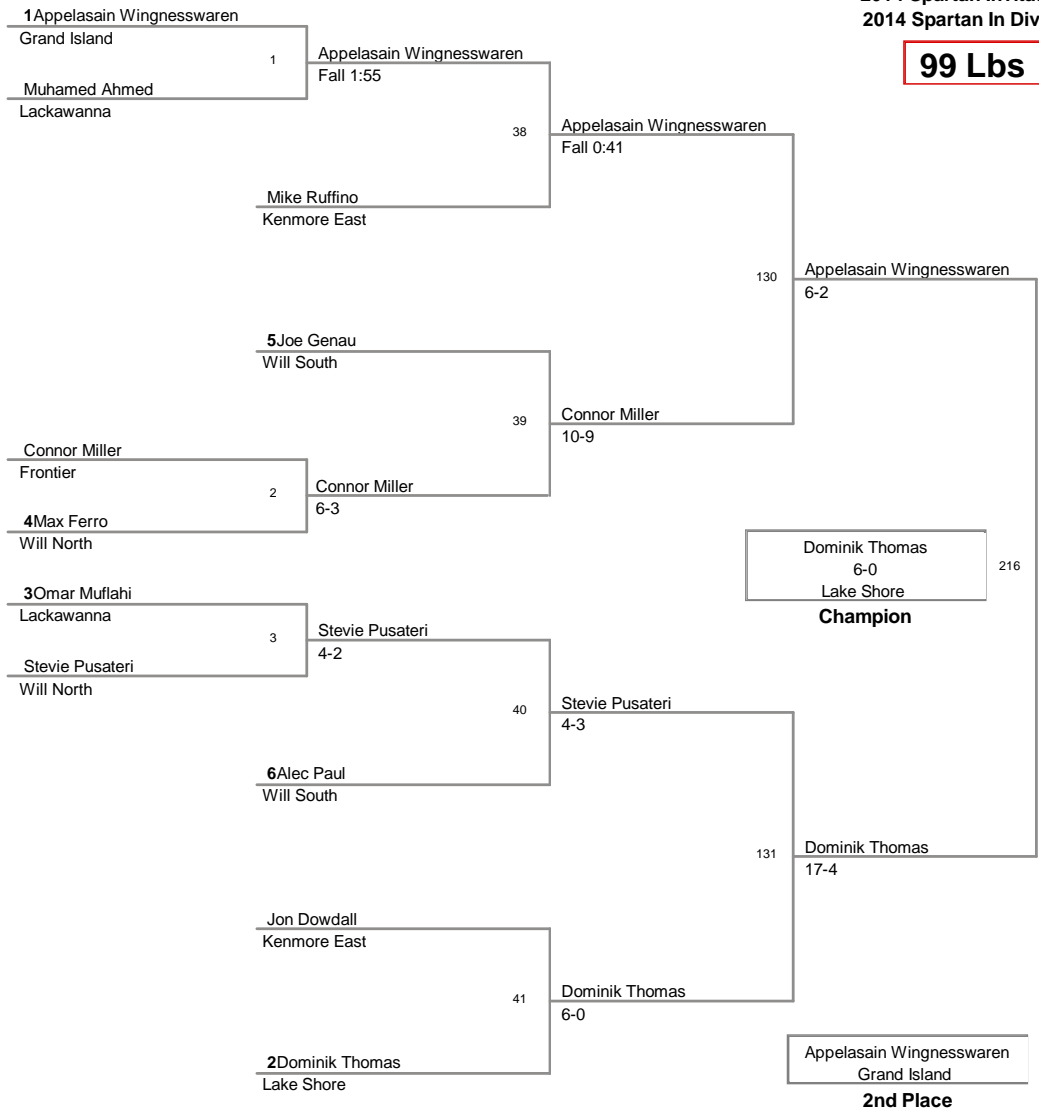 2014 Spartan In Div
99 Lbs
1Appelasain Wingnesswaren
Grand Island
1
Muhamed Ahmed
Lackawanna
Appelasain Wingnesswaren
Fall 1:55
38
Mike Ruffino
Kenmore East
Appelasain Wingnesswaren
Fall 0:41
130
Appelasain Wingnesswaren
6-2
5Joe Genau
Will South
39
Connor Miller
10-9
Connor Miller
Frontier
2
Connor Miller
6-3
4Max Ferro
Will North
Dominik Thomas
6-0
Lake Shore
216
Champion
3Omar Muflahi
Lackawanna
3
Stevie Pusateri
4-2
Stevie Pusateri
Will North
40
Stevie Pusateri
4-3
6Alec Paul
Will South
131
Dominik Thomas
17-4
Jon Dowdall
Kenmore East
41
Dominik Thomas
6-0
2Dominik Thomas
Lake Shore
Appelasain Wingnesswaren
Grand Island
2nd Place